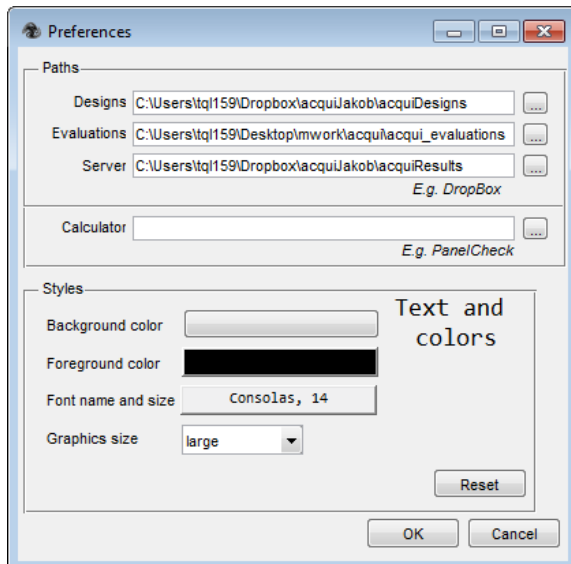 Preferences
Paths
Designs C:\Users\tql159\Dropbox\acquiJakob\acquiDesigns ...
Evaluations C:\Users\tql159\Desktop\mwork\acqui\acqui_evaluations ...
Server C:\Users\tql159\Dropbox\acquiJakob\acquiResults ...
E.g. DropBox
Calculator ...
E.g. PanelCheck
Styles
Text and
colors
Background color
Foreground color
Font name and size Consolas, 14
Graphics size large
Reset
OK Cancel